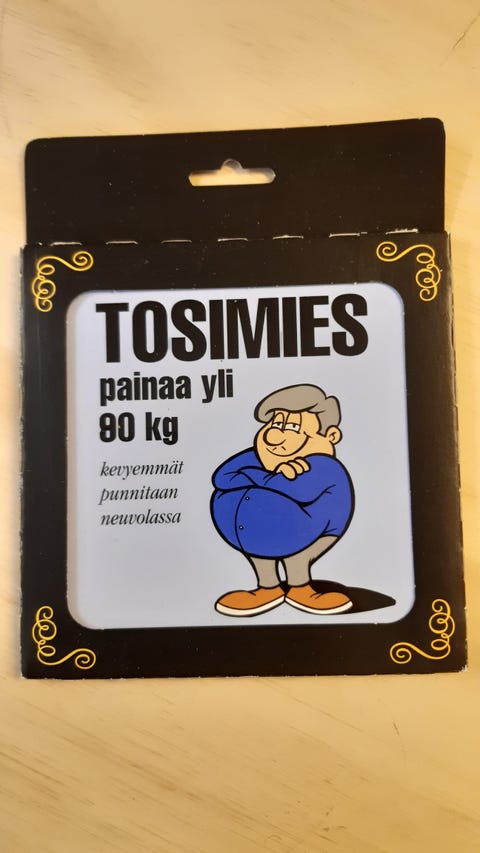 TOSIMIES
painaa yli
90 kg
kevyemmät
punnitaan
neuvolassa